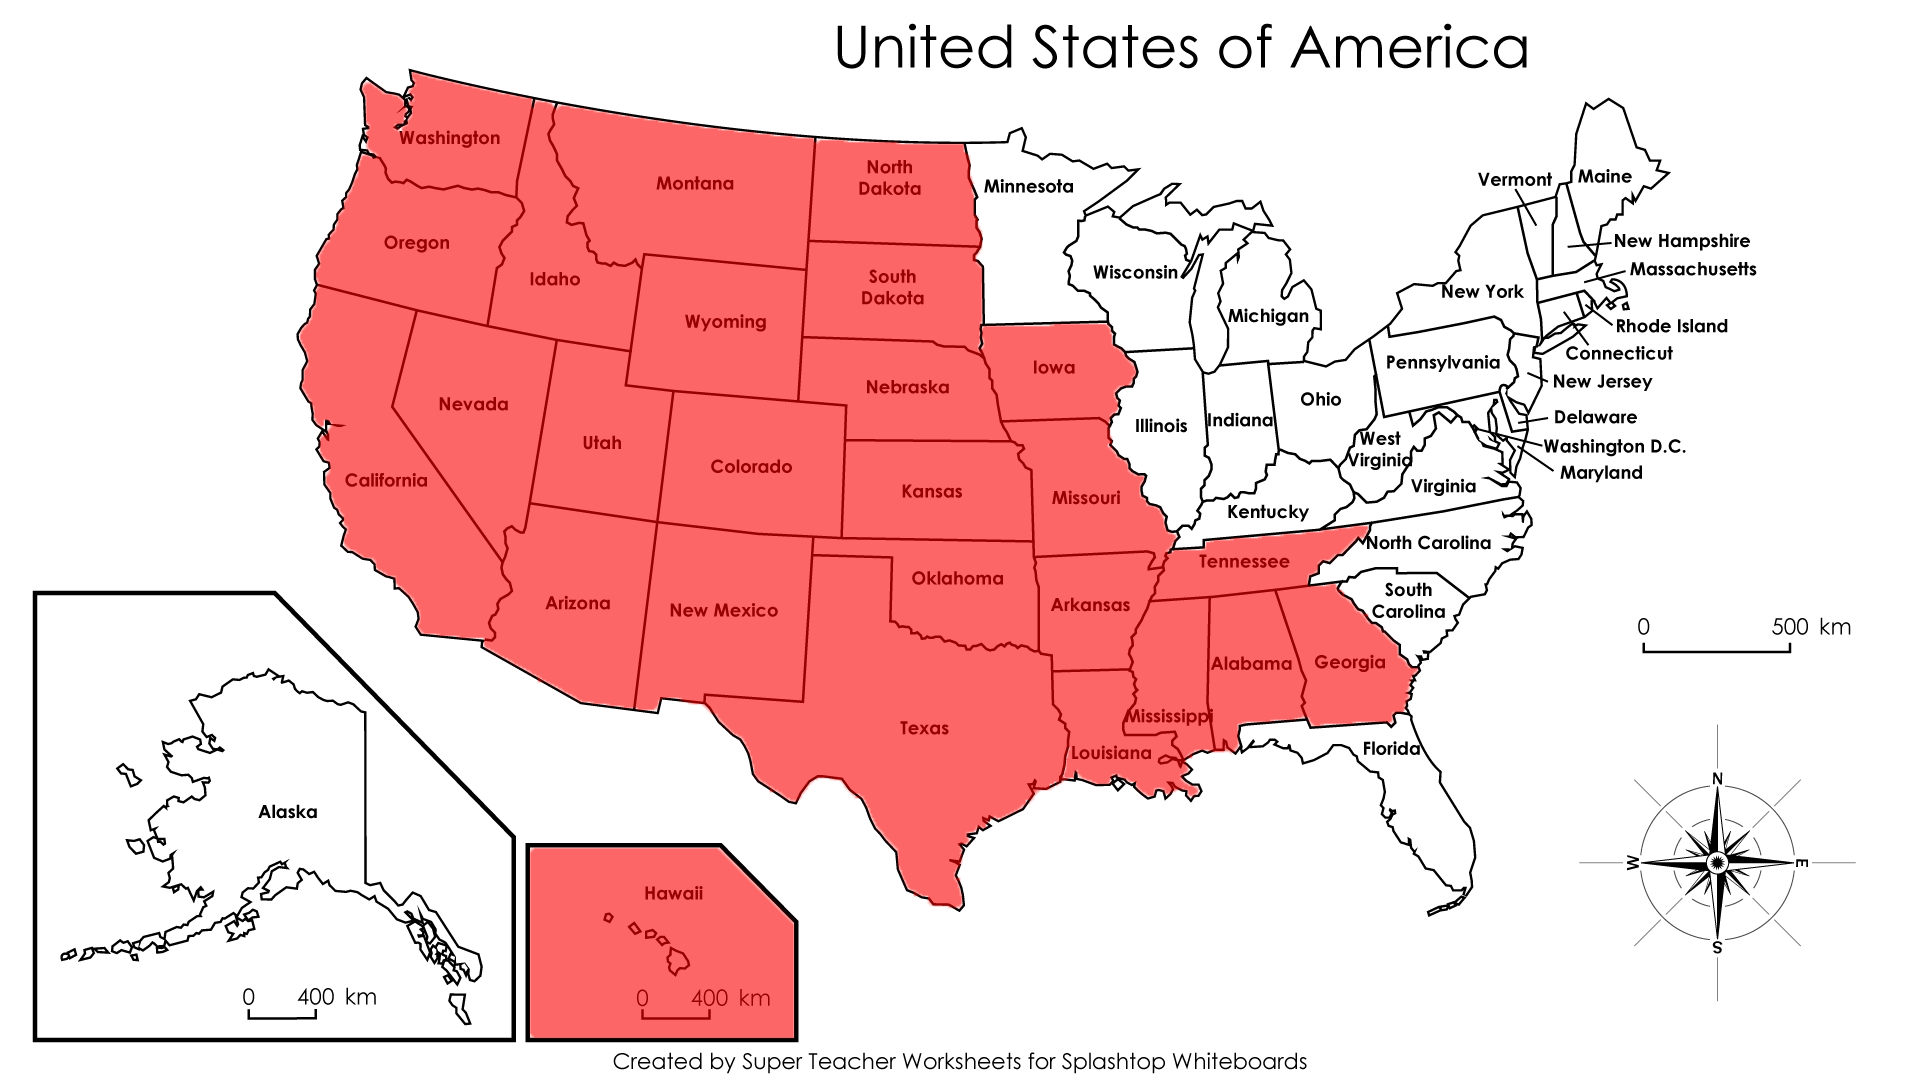 United States of America
Washington
Montana
North
Dakota
Minnesota
Vermont
Maine
Oregon
Idaho
South
Dakota
Wisconsin
New Hampshire
Massachusetts
New York
Michigan
Wyoming
Rhode Island
Connecticut
Iowa
Pennsylvania
New Jersey
Nevada
Nebraska
Ohio
Delaware
Utah
Illinois
Indiana
West
Virginia
Washington D.C.
Maryland
California
Colorado
Kansas
Missouri
Virginia
Kentucky
North Carolina
Tennessee
Oklahoma
Arkansas
South
Carolina
Arizona
New Mexico
0 500 km
Alabama
Georgia
Mississippi
Texas
Louisiana
Florida
N
W
E
S
Alaska
0 400 km
Hawaii
0 400 km
Created by Super Teacher Worksheets for Splashtop Whiteboards